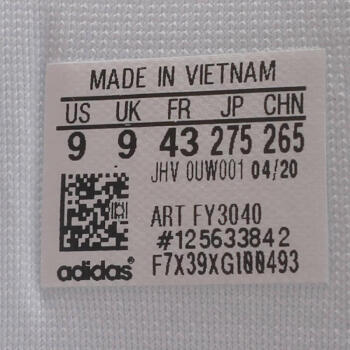 MADE IN VIETNAM
US UK FR JP CHN
9 9 43 275 265
JHV 0UW001 04/20
ART FY3040
#125633842
adidas® F7X39XGI00493